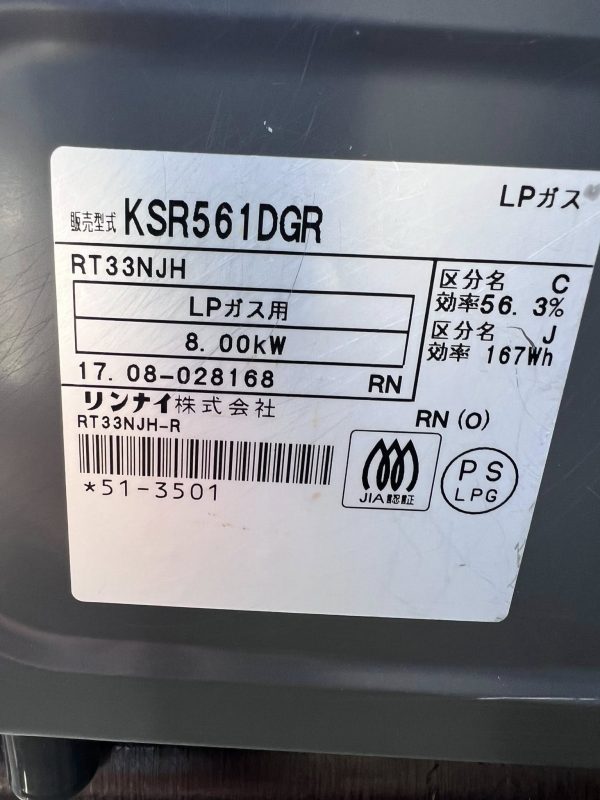 LPガス
販売型式 KSR561DGR
RT33NJH
LPガス用
8.00kW
17.08-028168 RN
区分名 C
効率56.3%
区分名 J
効率 167Wh
リンナイ株式会社
RT33NJH-R
RN(O)
*51-3501
JIA認証
PS
LPG